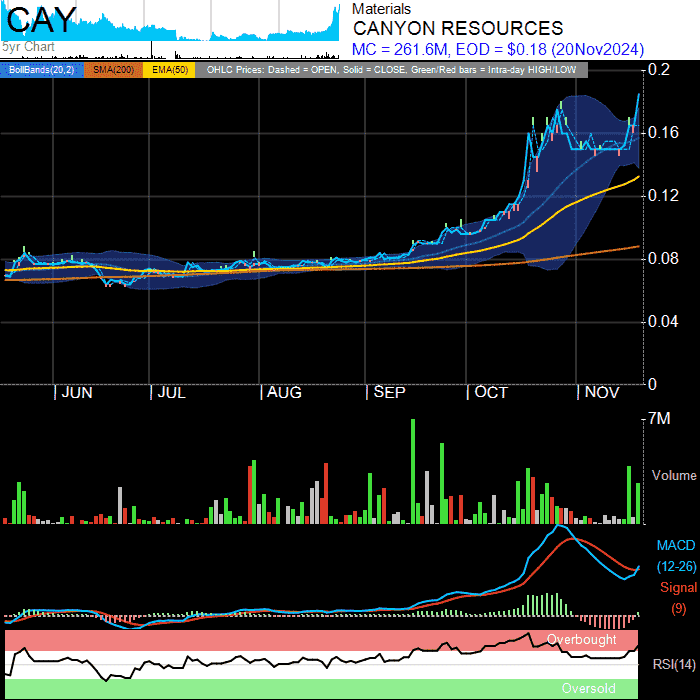 CAY
5yr Chart
Materials
CANYON RESOURCES
MC = 261.6M, EOD = $0.18 (20Nov2024)
BollBands(20,2) SMA(200) EMA(50) OHLC Prices: Dashed = OPEN, Solid = CLOSE, Green/Red bars = Intra-day HIGH/LOW
0.2
0.16
0.12
0.08
0.04
0
| JUN | JUL | AUG | SEP | OCT | NOV
7M
Volume
MACD
(12-26)
Signal
(9)
Overbought
RSI(14)
Oversold